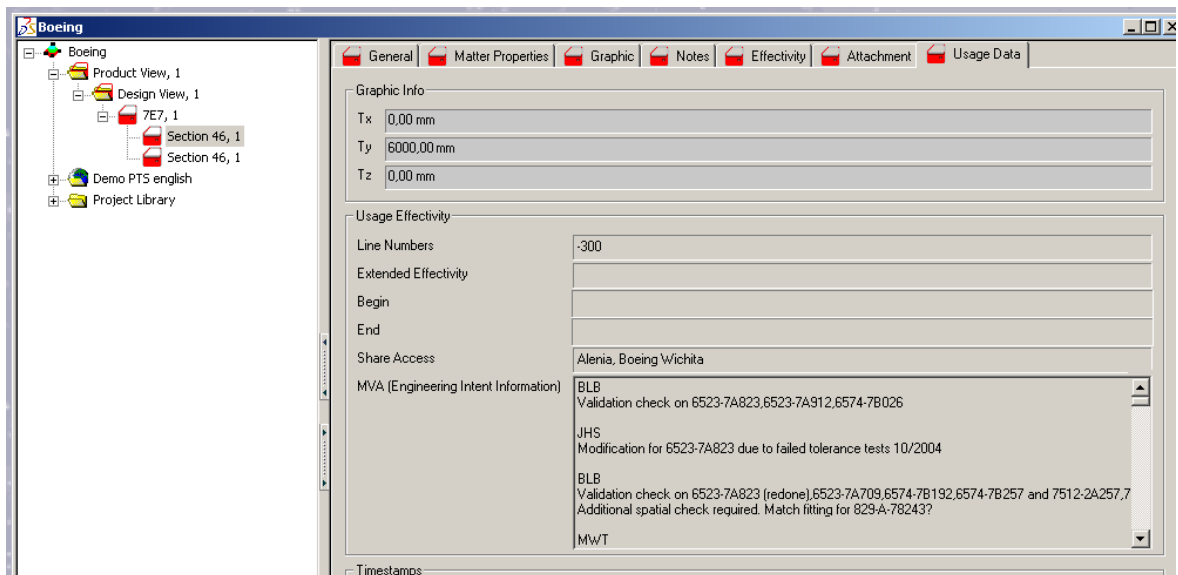 Boeing
Boeing
Product View, 1
Design View, 1
7E7, 1
Section 46, 1
Section 46, 1
Demo PTS english
Project Library
General
Matter Properties
Graphic
Notes
Effectivity
Attachment
Usage Data
Graphic Info
Tx 0,00 mm
Ty 6000,00 mm
Tz 0,00 mm
Usage Effectivity
Line Numbers -300
Extended Effectivity
Begin
End
Share Access Alenia, Boeing Wichita
MVA (Engineering Intent Information) BLB
Validation check on 6523-7A823,6523-7A912,6574-7B026
JHS
Modification for 6523-7A823 due to failed tolerance tests 10/2004
BLB
Validation check on 6523-7A823 (redone),6523-7A709,6574-7B192,6574-7B257 and 7512-2A257,7
Additional spatial check required. Match fitting for 829-A-78243?
MWT
Timestamps